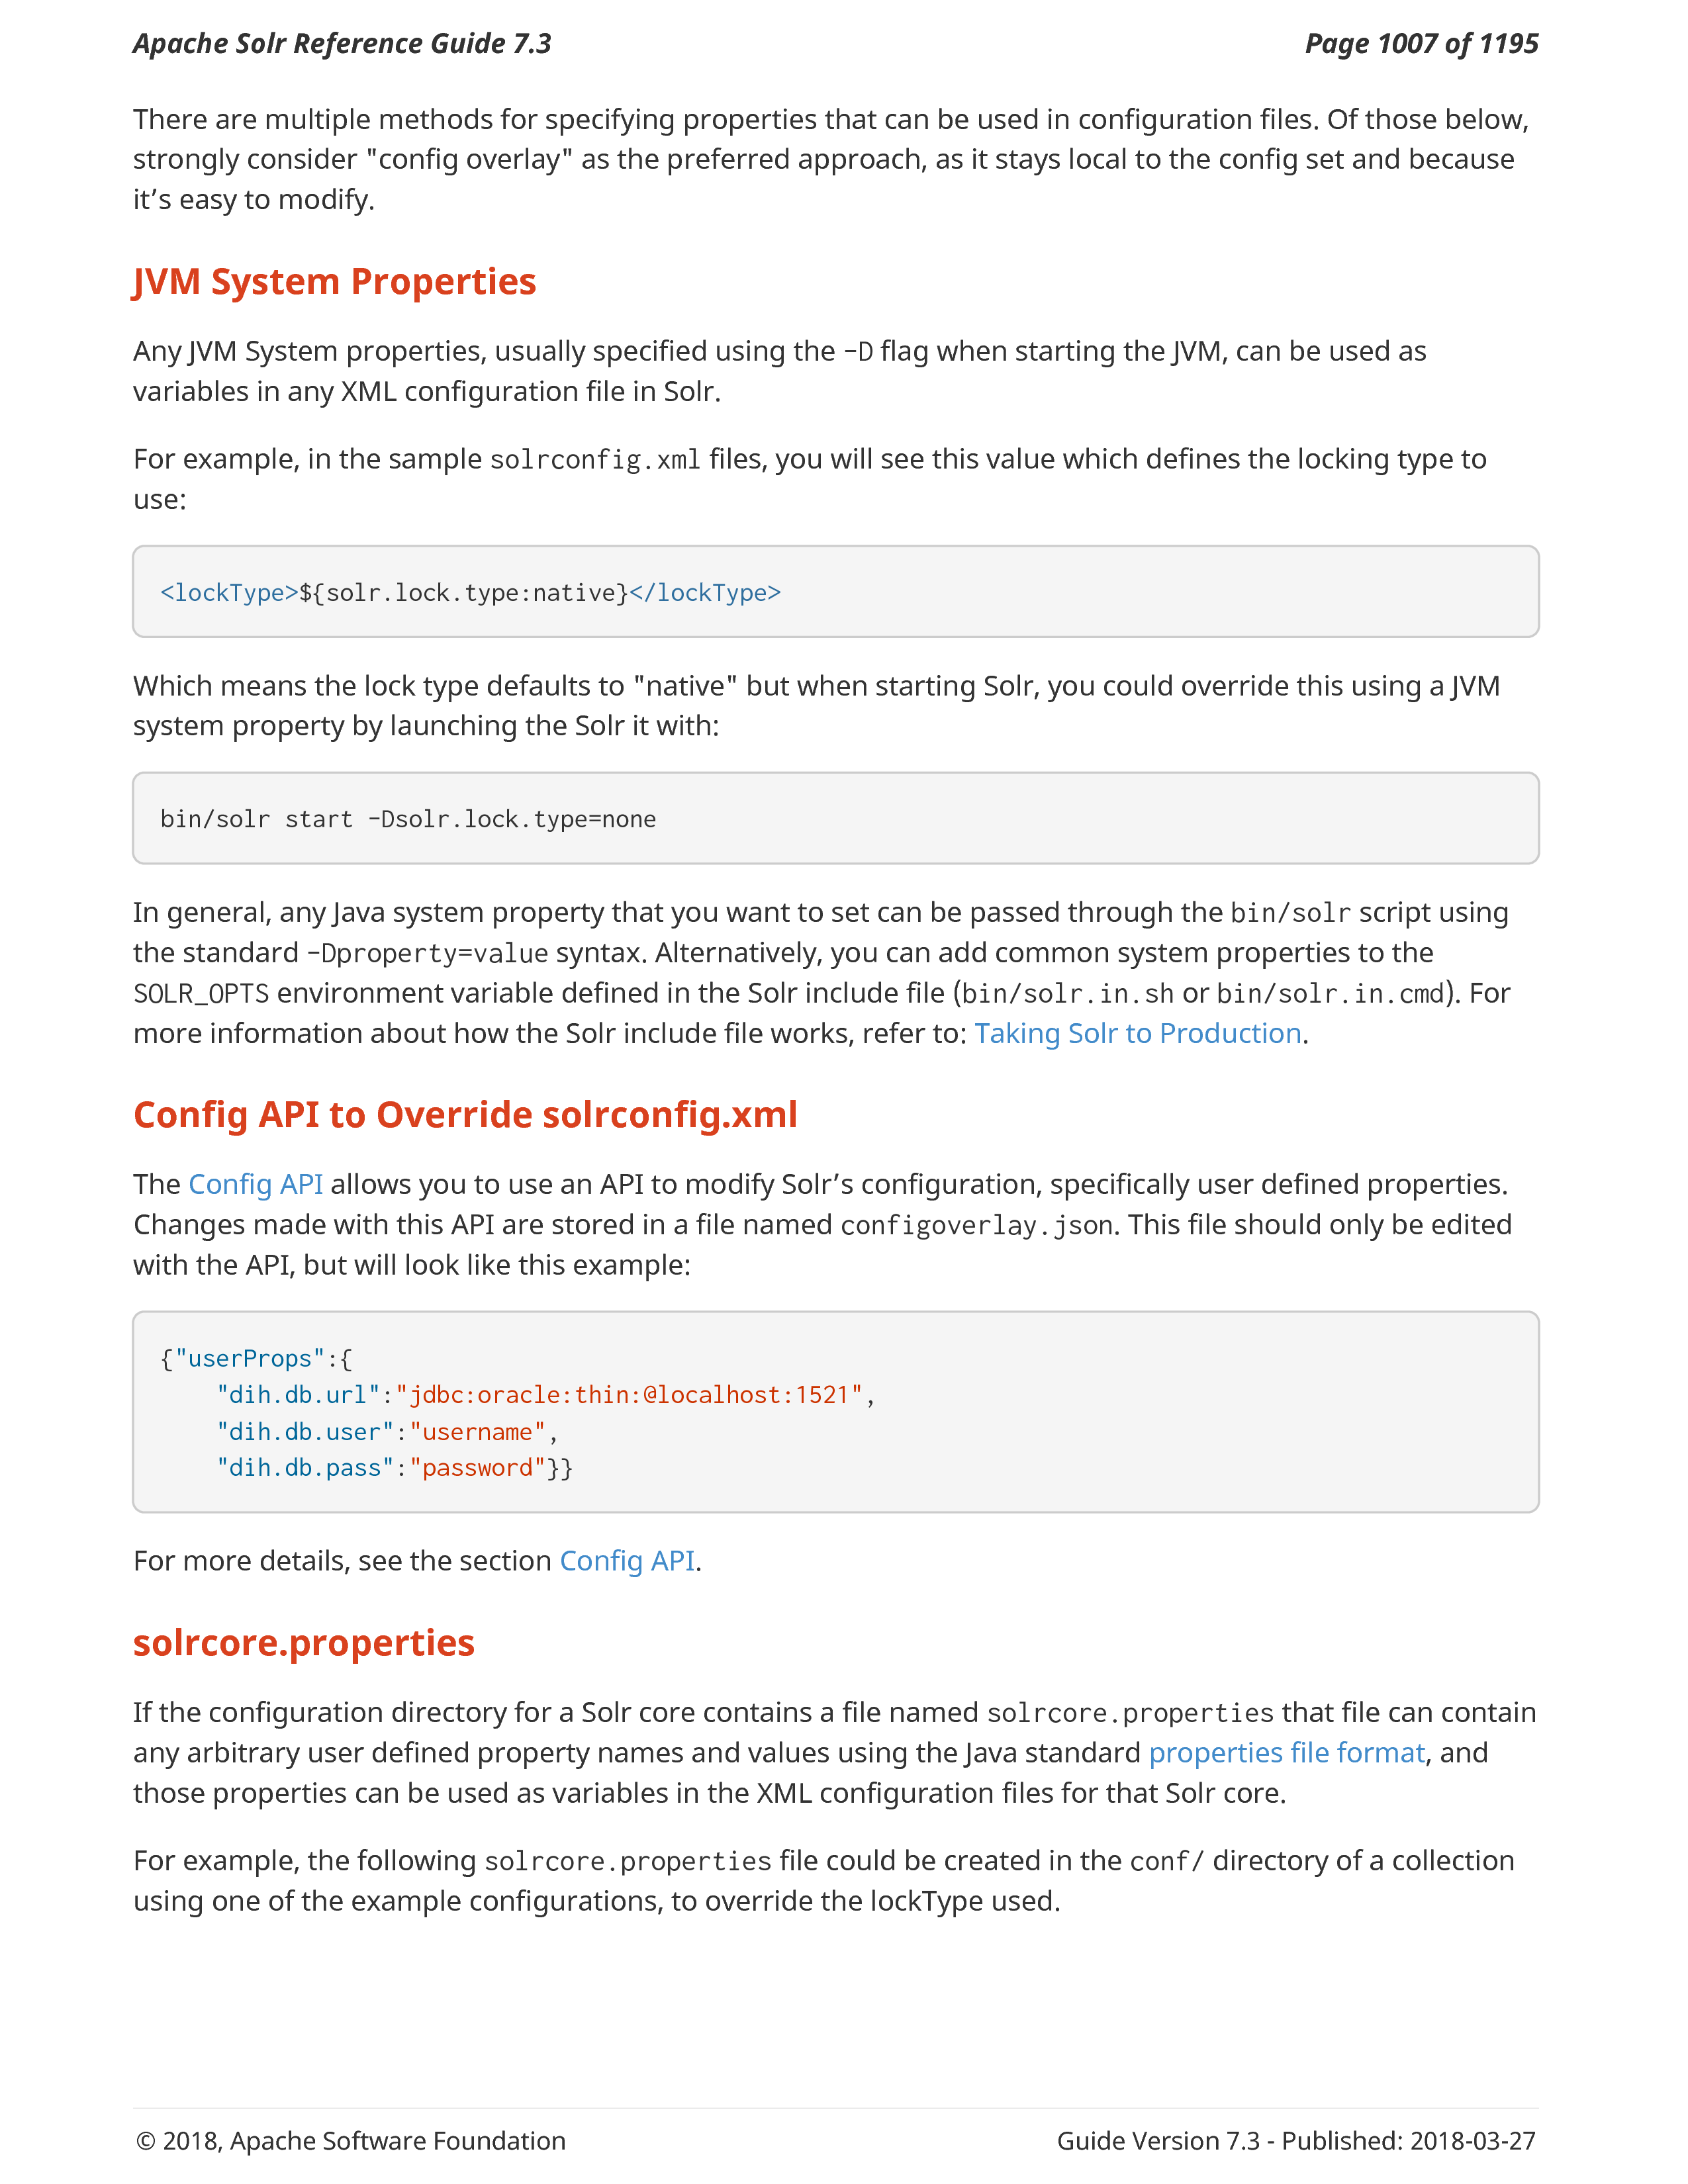 Apache Solr Reference Guide 7.3
Page 1007 of 1195
There are multiple methods for specifying properties that can be used in configuration files. Of those below,
strongly consider "config overlay" as the preferred approach, as it stays local to the config set and because
it’s easy to modify.
JVM System Properties
Any JVM System properties, usually specified using the -D flag when starting the JVM, can be used as
variables in any XML configuration file in Solr.
For example, in the sample solrconfig.xml files, you will see this value which defines the locking type to
use:
<lockType>${solr.lock.type:native}</lockType>
Which means the lock type defaults to "native" but when starting Solr, you could override this using a JVM
system property by launching the Solr it with:
bin/solr start -Dsolr.lock.type=none
In general, any Java system property that you want to set can be passed through the bin/solr script using
the standard -Dproperty=value syntax. Alternatively, you can add common system properties to the
SOLR_OPTS environment variable defined in the Solr include file (bin/solr.in.sh or bin/solr.in.cmd). For
more information about how the Solr include file works, refer to: Taking Solr to Production.
Config API to Override solrconfig.xml
The Config API allows you to use an API to modify Solr’s configuration, specifically user defined properties.
Changes made with this API are stored in a file named configoverlay.json. This file should only be edited
with the API, but will look like this example:
{"userProps":{
    "dih.db.url":"jdbc:oracle:thin:@localhost:1521",
    "dih.db.user":"username",
    "dih.db.pass":"password"}}
For more details, see the section Config API.
solrcore.properties
If the configuration directory for a Solr core contains a file named solrcore.properties that file can contain
any arbitrary user defined property names and values using the Java standard properties file format, and
those properties can be used as variables in the XML configuration files for that Solr core.
For example, the following solrcore.properties file could be created in the conf/ directory of a collection
using one of the example configurations, to override the lockType used.
© 2018, Apache Software Foundation
Guide Version 7.3 - Published: 2018-03-27